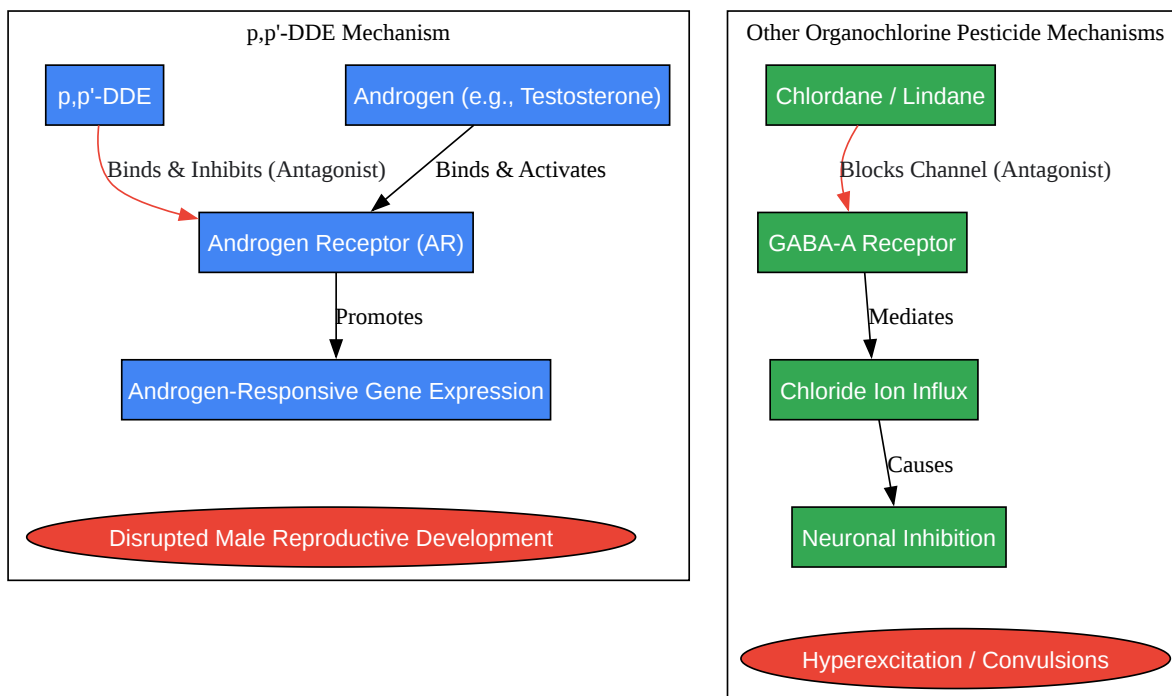 p,p'-DDE Mechanism
p,p'-DDE
Androgen (e.g., Testosterone)
Binds & Inhibits (Antagonist)
Binds & Activates
Androgen Receptor (AR)
Promotes
Androgen-Responsive Gene Expression
Disrupted Male Reproductive Development
Other Organochlorine Pesticide Mechanisms
Chlordane / Lindane
Blocks Channel (Antagonist)
GABA-A Receptor
Mediates
Chloride Ion Influx
Causes
Neuronal Inhibition
Hyperexcitation / Convulsions